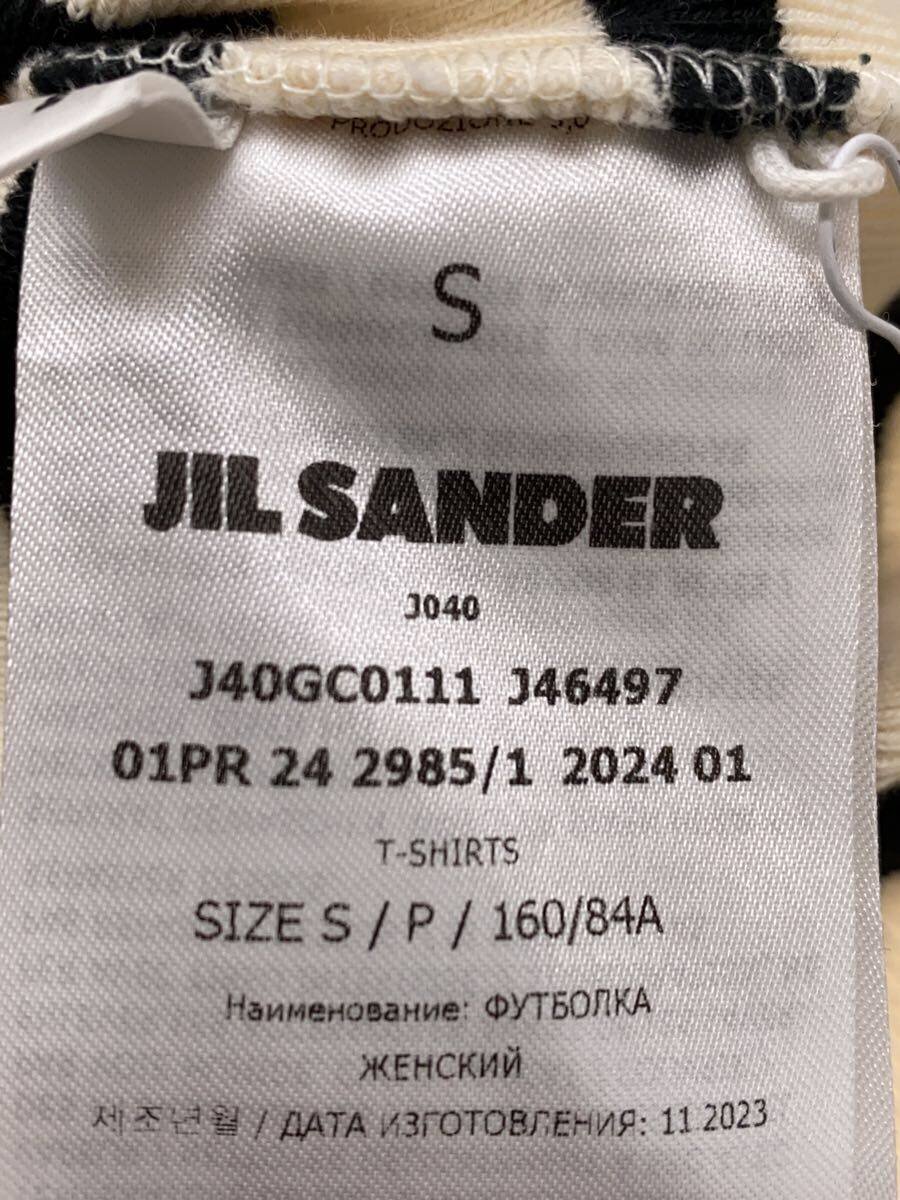 S
JIL SANDER
J040
J40GC0111 J46497
01PR 24 2985/1 2024 01
T-SHIRTS
SIZE S / P / 160/84A
Наименование: ФУТБОЛКА
ЖЕНСКИЙ
제조년월 / ДАТА ИЗГОТОВЛЕНИЯ: 11 2023